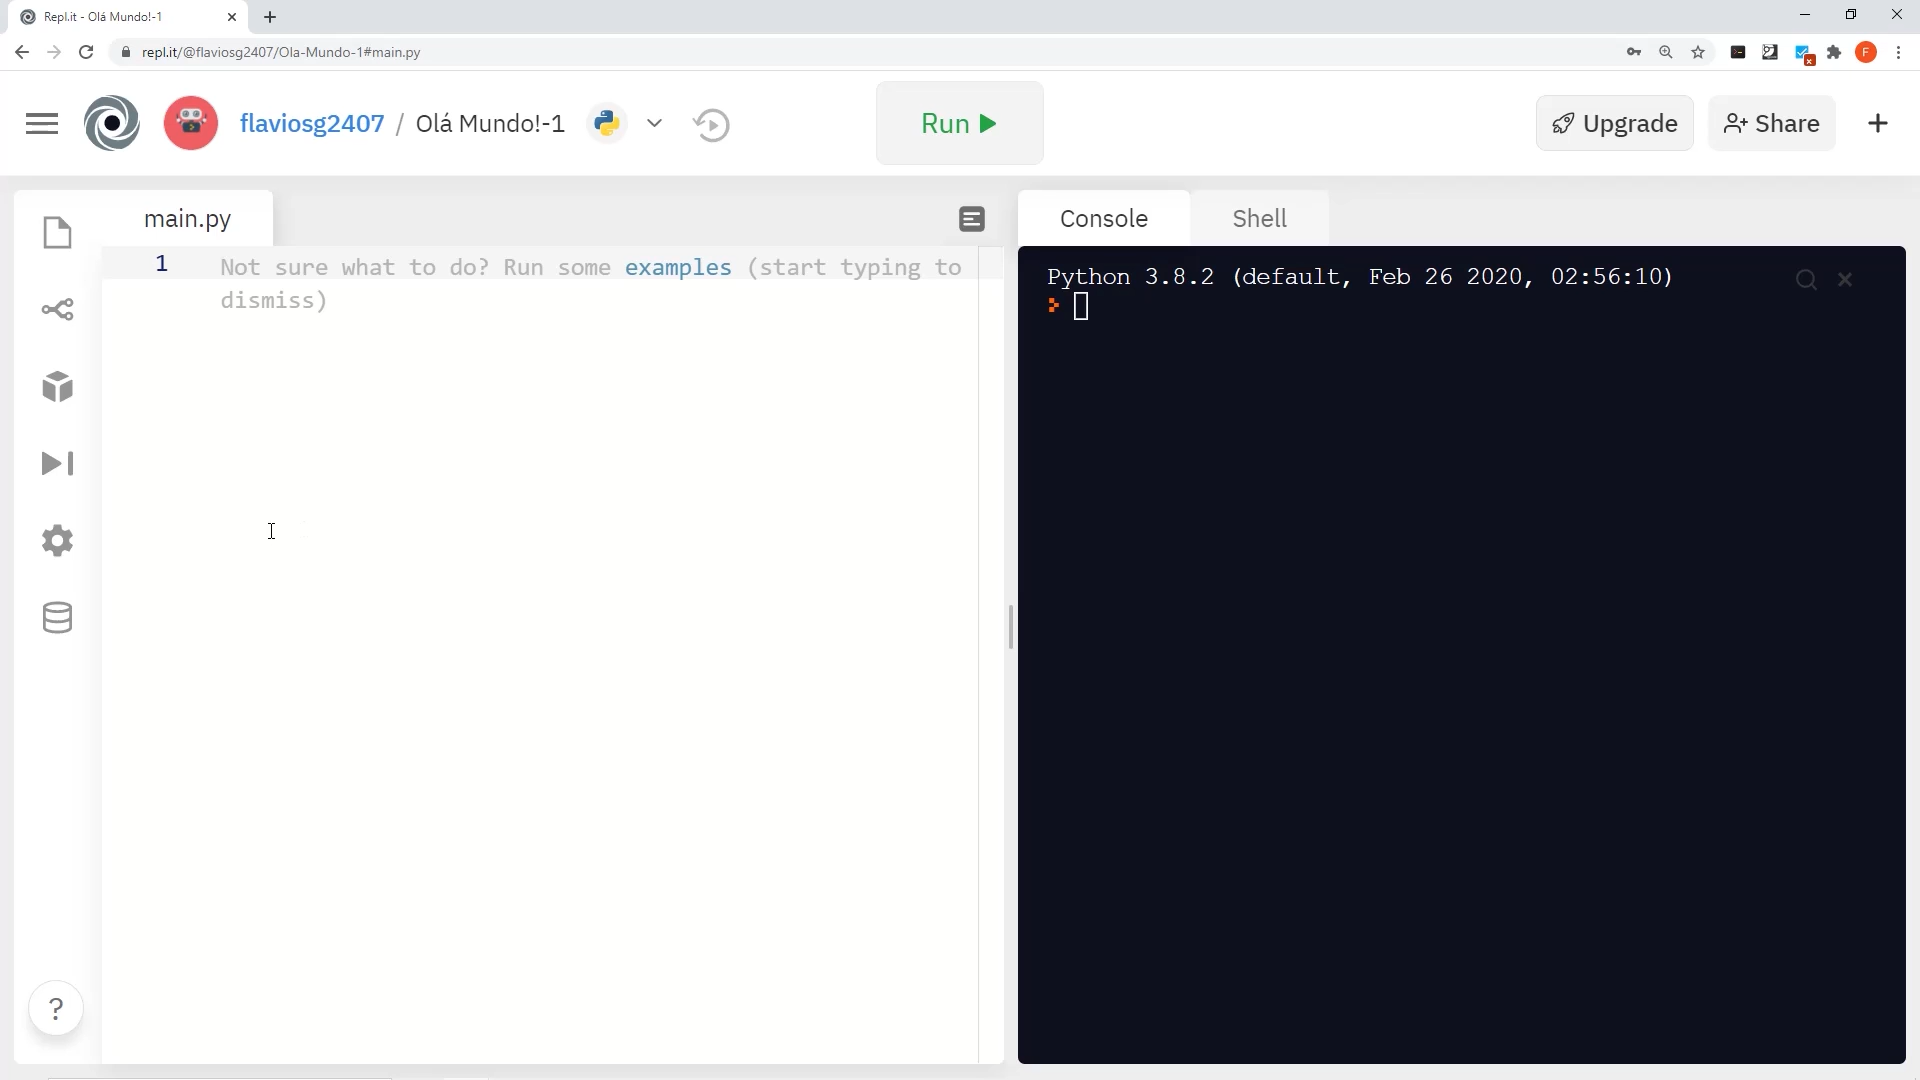 Repl.it - Olá Mundo!-1
repl.it/@flaviosg2407/Ola-Mundo-1#main.py
F
flaviosg2407 / Olá Mundo!-1
Run
Upgrade
Share
main.py
1 Not sure what to do? Run some examples (start typing to
dismiss)
Console
Shell
Python 3.8.2 (default, Feb 26 2020, 02:56:10)
?